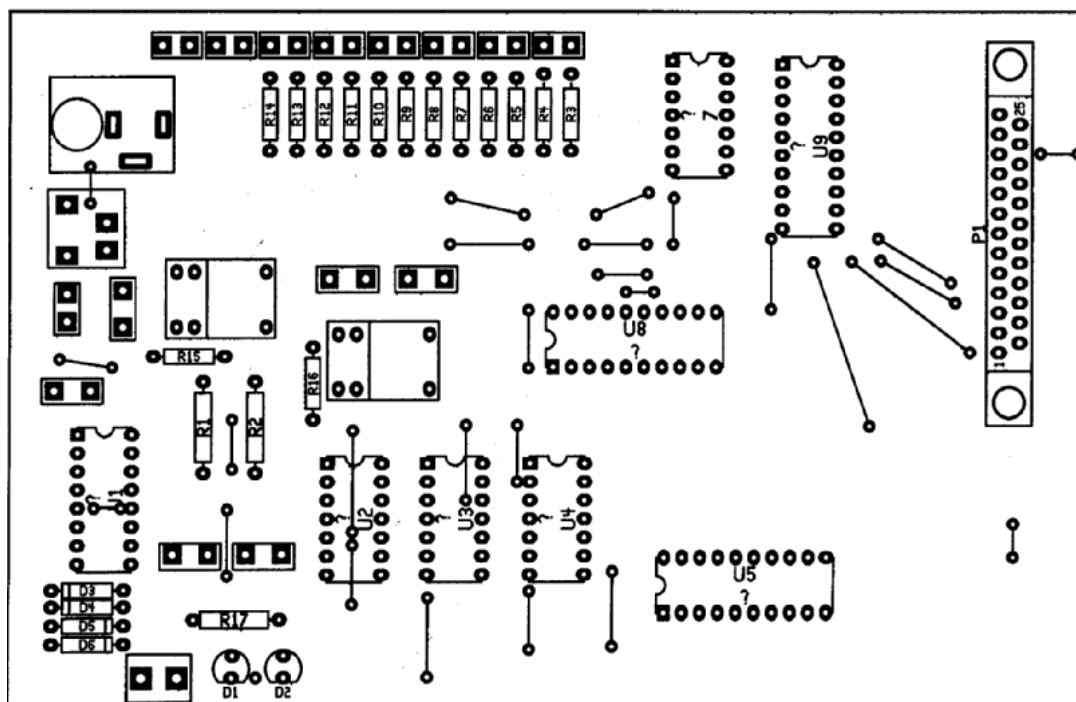 R14 R13 R12 R11 R10 R9 R8 R7 R6 R5 R4 R3
? 7
? U9
25
P1
1
R15
R16
U8
?
R1
R2
? U1
? U2
? U3
? U4
U5
?
D3
D4
D5
D6
R17
D1 D2